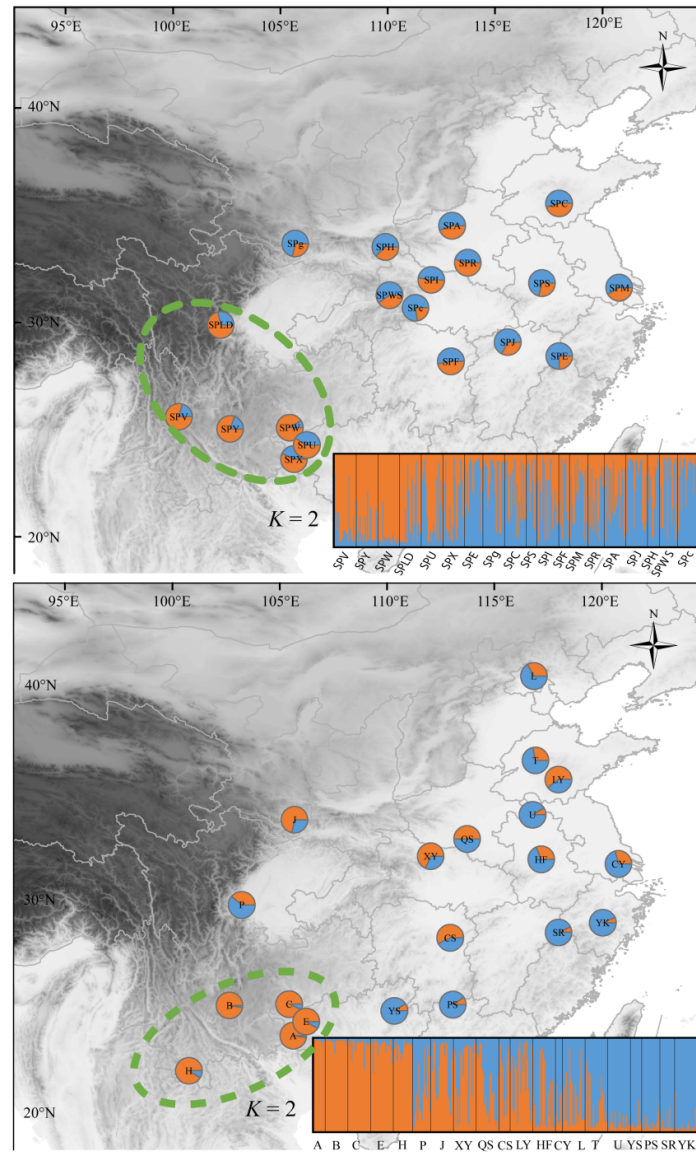 95°E 100°E 105°E 110°E 115°E 120°E
N
40°N
SPC
SPA
SPg SPH
SPR
SPI SPS
SPWS SPM
SPc
30°N
SPLD
SPJ
SPF SPE
SPV SPY SPW
SPU
SPX
K = 2
20°N
SPV SPY SPW SPLD SPU SPX SPE SPg SPC SPS SPI SPF SPM SPR SPA SPJ SPH SPWS SPc
95°E 100°E 105°E 110°E 115°E 120°E
N
40°N
L
T
LY
J U
QS
XY HF CY
30°N
P
YK
CS SR
B C YS PS
E
A
H
K = 2
20°N
A B C E H P J XY QS CS LY HF CY L T U YS PS SR YK